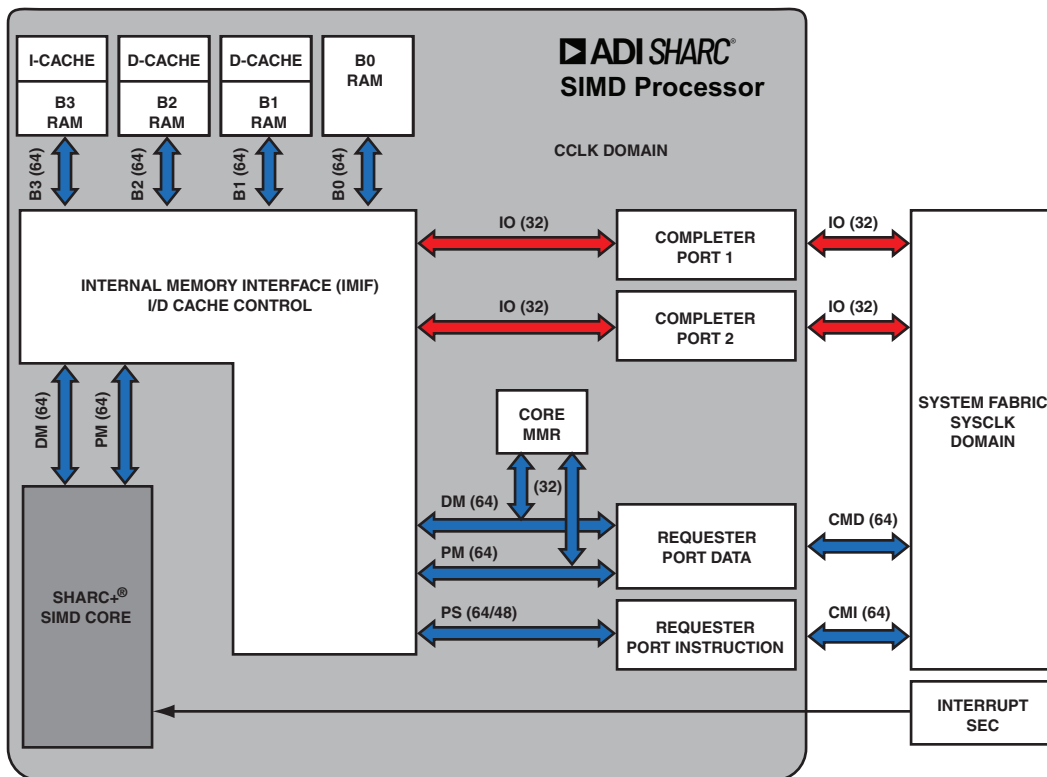 ADI SHARC®
SIMD Processor
I-CACHE
D-CACHE
D-CACHE
B0
RAM
B3
RAM
B2
RAM
B1
RAM
CCLK DOMAIN
B3 (64)
B2 (64)
B1 (64)
B0 (64)
IO (32)
COMPLETER
PORT 1
IO (32)
INTERNAL MEMORY INTERFACE (IMIF)
I/D CACHE CONTROL
IO (32)
COMPLETER
PORT 2
IO (32)
DM (64)
PM (64)
CORE
MMR
SYSTEM FABRIC
SYSCLK
DOMAIN
(32)
DM (64)
PM (64)
REQUESTER
PORT DATA
CMD (64)
SHARC+®
SIMD CORE
PS (64/48)
REQUESTER
PORT INSTRUCTION
CMI (64)
INTERRUPT
SEC